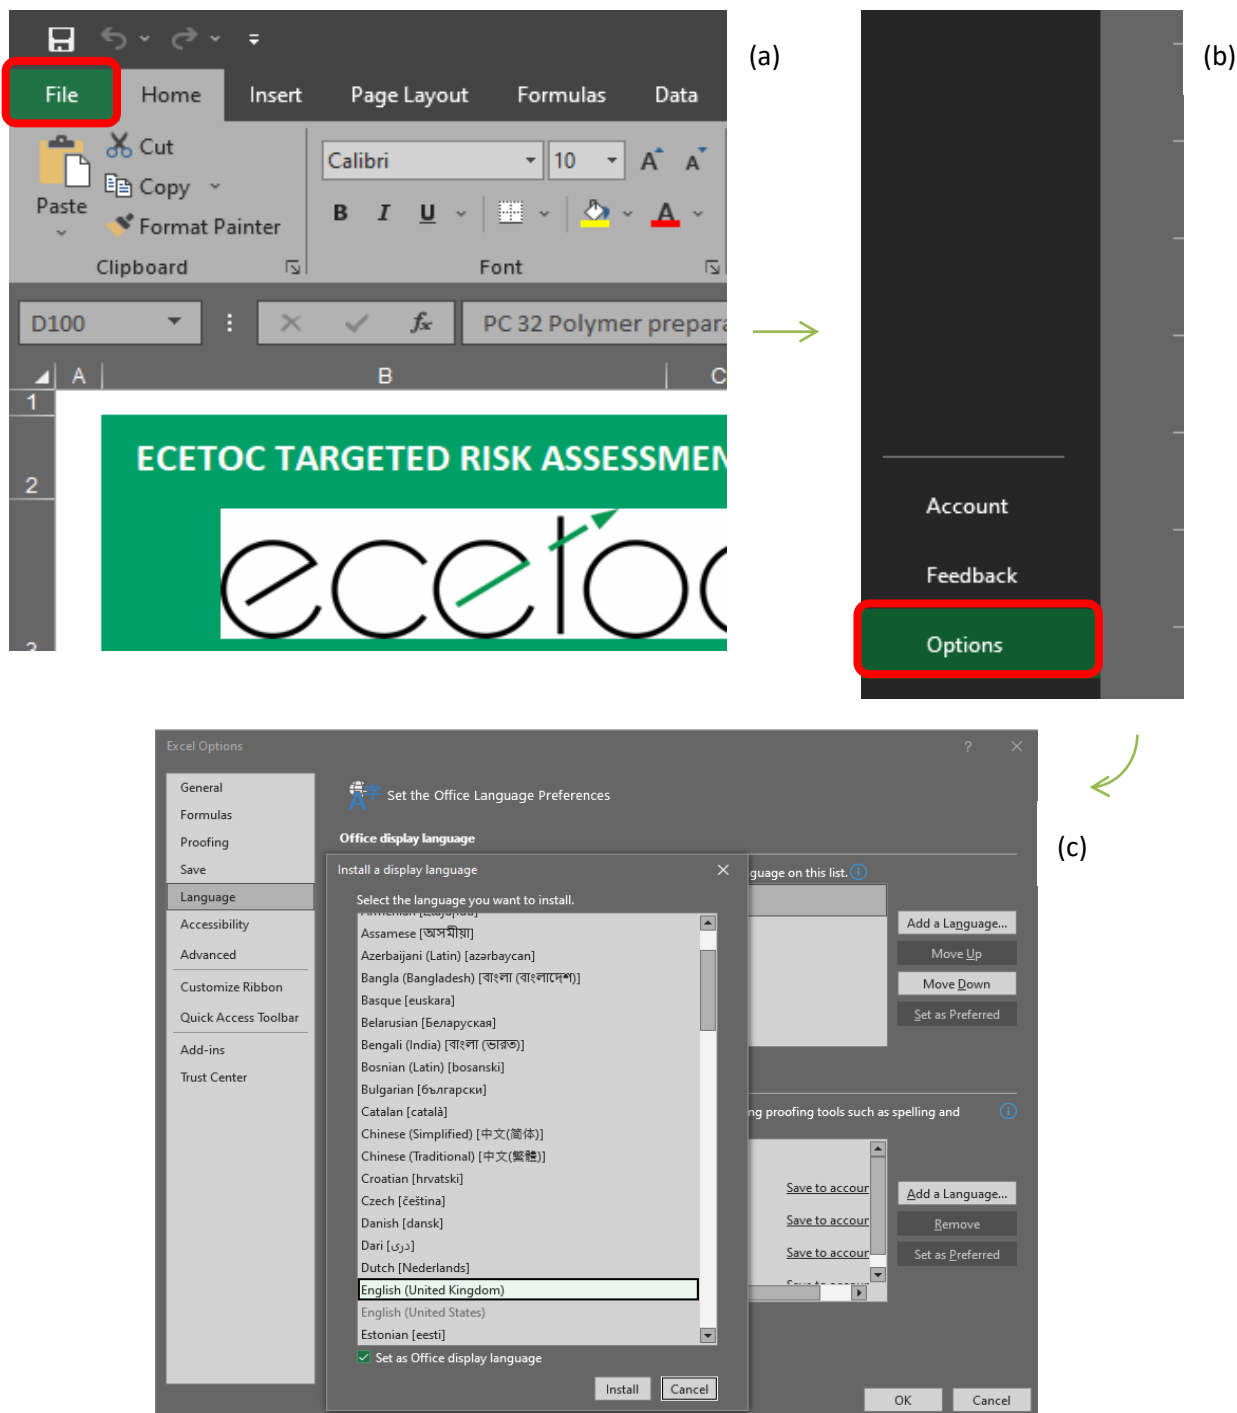 (a)
File Home Insert Page Layout Formulas Data
Cut
Calibri 10 A A
Copy
Paste
B I U A
Format Painter
Clipboard Font
D100 fx PC 32 Polymer prepara
A B C
1
2
ECETOC TARGETED RISK ASSESSMEN
ecetoc
(b)
Account
Feedback
Options
(c)
Excel Options ?
General
Formulas
Proofing
Save
Language
Accessibility
Advanced
Customize Ribbon
Quick Access Toolbar
Add-ins
Trust Center
Set the Office Language Preferences
Office display language
Install a display language
Select the language you want to install.
Assamese [অসমীয়া]
Azerbaijani (Latin) [azərbaycan]
Bangla (Bangladesh) [বাংলা (বাংলাদেশ)]
Basque [euskara]
Belarusian [Беларуская]
Bengali (India) [বাংলা (ভারত)]
Bosnian (Latin) [bosanski]
Bulgarian [български]
Catalan [català]
Chinese (Simplified) [中文(简体)]
Chinese (Traditional) [中文(繁體)]
Croatian [hrvatski]
Czech [čeština]
Danish [dansk]
Dari [درى]
Dutch [Nederlands]
English (United Kingdom)
English (United States)
Estonian [eesti]
Set as Office display language
Install Cancel
guage on this list.
Add a Language...
Move Up
Move Down
Set as Preferred
ng proofing tools such as spelling and
Save to accour
Save to accour
Save to accour
Add a Language...
Remove
Set as Preferred
OK Cancel